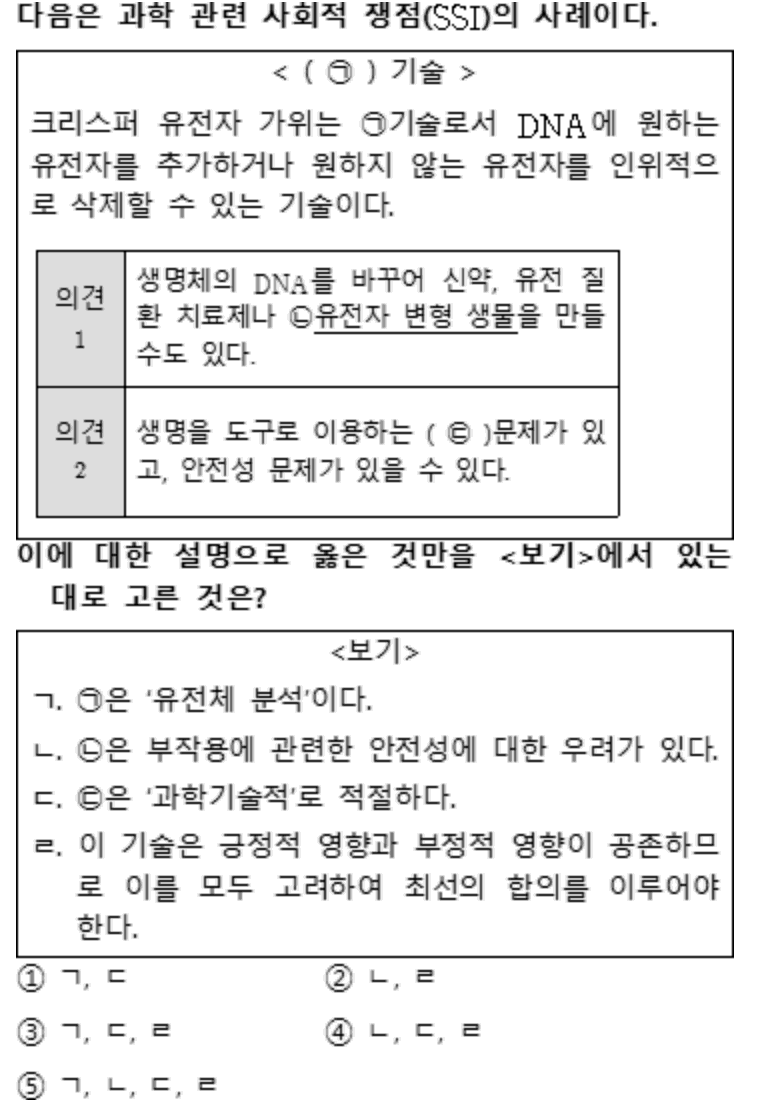 다음은 과학 관련 사회적 쟁점(SSI)의 사례이다.
< ( ㉠ ) 기술 >
크리스퍼 유전자 가위는 ㉠기술로서 DNA에 원하는
유전자를 추가하거나 원하지 않는 유전자를 인위적으
로 삭제할 수 있는 기술이다.
의견
1
생명체의 DNA를 바꾸어 신약, 유전 질
환 치료제나 ㉡유전자 변형 생물을 만들
수도 있다.
의견
2
생명을 도구로 이용하는 ( ㉢ )문제가 있
고, 안전성 문제가 있을 수 있다.
이에 대한 설명으로 옳은 것만을 <보기>에서 있는
대로 고른 것은?
<보기>
ㄱ. ㉠은 '유전체 분석'이다.
ㄴ. ㉡은 부작용에 관련한 안전성에 대한 우려가 있다.
ㄷ. ㉢은 '과학기술적'로 적절하다.
ㄹ. 이 기술은 긍정적 영향과 부정적 영향이 공존하므
로 이를 모두 고려하여 최선의 합의를 이루어야
한다.
① ㄱ, ㄷ ② ㄴ, ㄹ
③ ㄱ, ㄷ, ㄹ ④ ㄴ, ㄷ, ㄹ
⑤ ㄱ, ㄴ, ㄷ, ㄹ